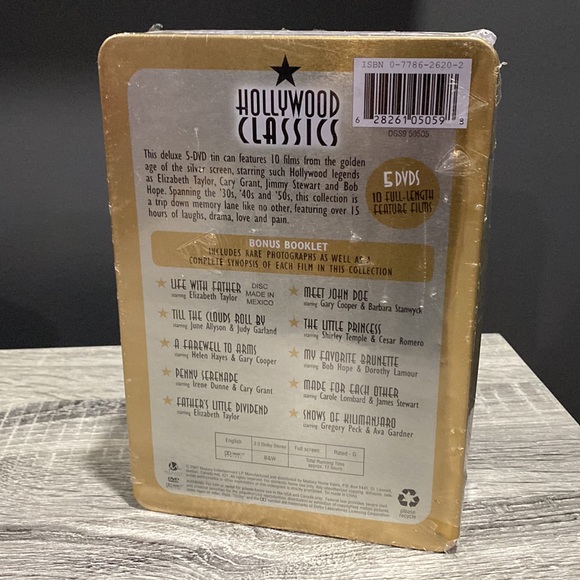 ISBN 0-7786-2620-2
6 28261 05059 8
HOLLYWOOD
CLASSICS
This deluxe 5-DVD tin can features 10 films from the golden
age of the silver screen, starring such Hollywood legends
as Elizabeth Taylor, Cary Grant, Jimmy Stewart and Bob
Hope. Spanning the '30s, '40s and '50s, this collection is
a trip down memory lane like no other, featuring over 15
hours of laughs, drama, love and pain.
5 DVDS
10 FULL-LENGTH
FEATURE FILMS
BONUS BOOKLET
INCLUDES RARE PHOTOGRAPHS AS WELL AS A
COMPLETE SYNOPSIS OF EACH FILM IN THIS COLLECTION
LIFE WITH FATHER
starring Elizabeth Taylor
DISC
MADE IN
MEXICO
TILL THE CLOUDS ROLL BY
starring June Allyson & Judy Garland
A FAREWELL TO ARMS
starring Helen Hayes & Gary Cooper
PENNY SERENADE
starring Irene Dunne & Cary Grant
FATHER'S LITTLE DIVIDEND
starring Elizabeth Taylor
MEET JOHN DOE
starring Gary Cooper & Barbara Stanwyck
THE LITTLE PRINCESS
starring Shirley Temple & Cesar Romero
MY FAVORITE BRUNETTE
starring Bob Hope & Dorothy Lamour
MADE FOR EACH OTHER
starring Carole Lombard & James Stewart
SNOWS OF KILIMANJARO
starring Gregory Peck & Ava Gardner
English 2.0 Dolby Full screen Rated - G
B&W Total Running Time
please
recycle